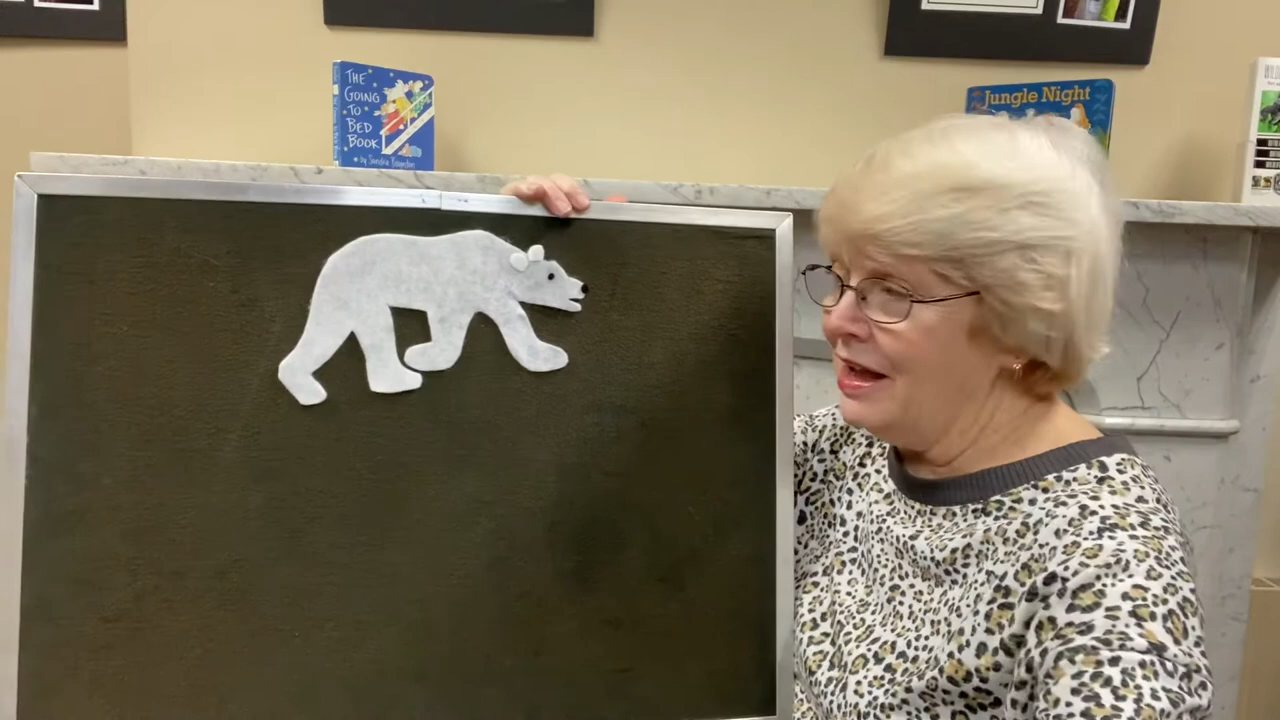 THE
GOING
TO
BED
BOOK
by Sandra Boynton
Jungle Night